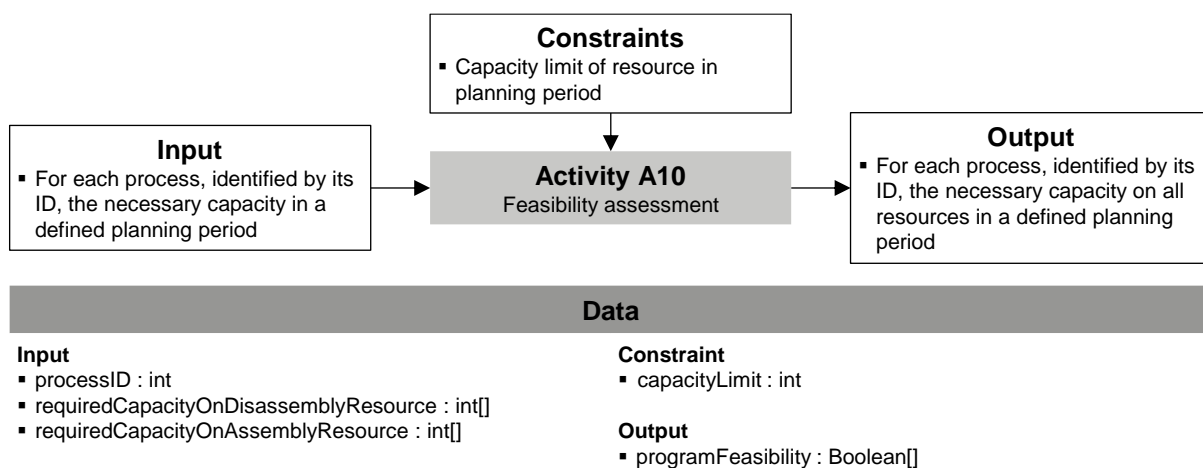 Constraints
▪ Capacity limit of resource in
planning period
Input
▪ For each process, identified by its
ID, the necessary capacity in a
defined planning period
Activity A10
Feasibility assessment
Output
▪ For each process, identified by its
ID, the necessary capacity on all
resources in a defined planning
period
Data
Input
▪ processID : int
▪ requiredCapacityOnDisassemblyResource : int[]
▪ requiredCapacityOnAssemblyResource : int[]
Constraint
▪ capacityLimit : int
Output
▪ programFeasibility : Boolean[]